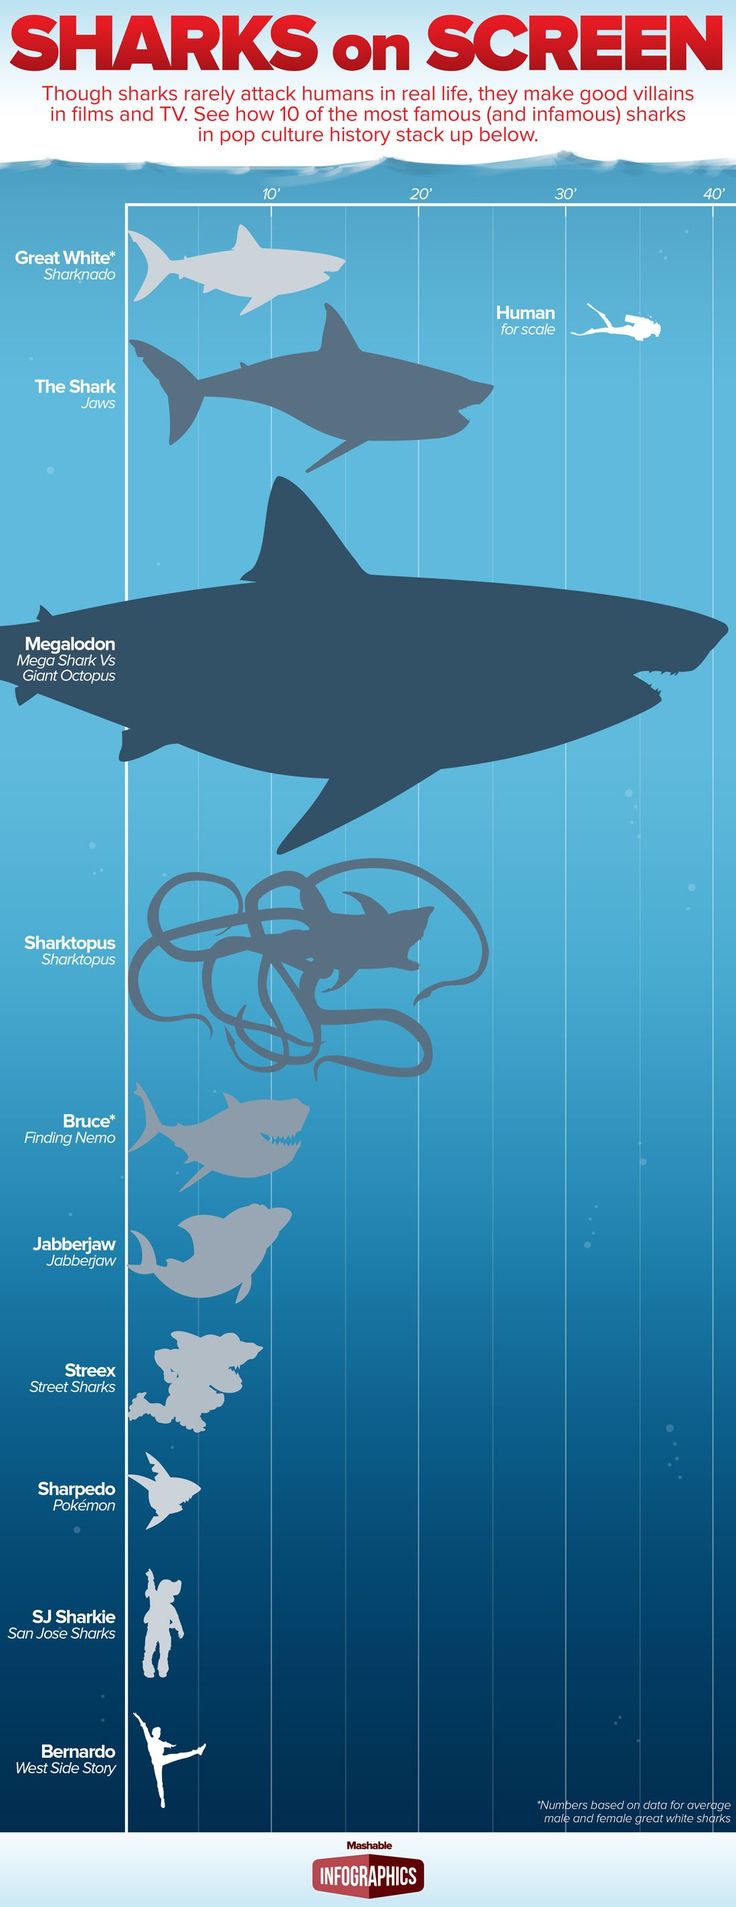 SHARKS on SCREEN
Though sharks rarely attack humans in real life, they make good villains
in films and TV. See how 10 of the most famous (and infamous) sharks
in pop culture history stack up below.
10'
20'
30'
40'
Great White*
Sharknado
Human
for scale
The Shark
Jaws
Megalodon
Mega Shark Vs
Giant Octopus
Sharktopus
Sharktopus
Bruce*
Finding Nemo
Jabberjaw
Jabberjaw
Streex
Street Sharks
Sharpedo
Pokémon
SJ Sharkie
San Jose Sharks
Bernardo
West Side Story
*Numbers based on data for average
male and female great white sharks
Mashable
INFOGRAPHICS